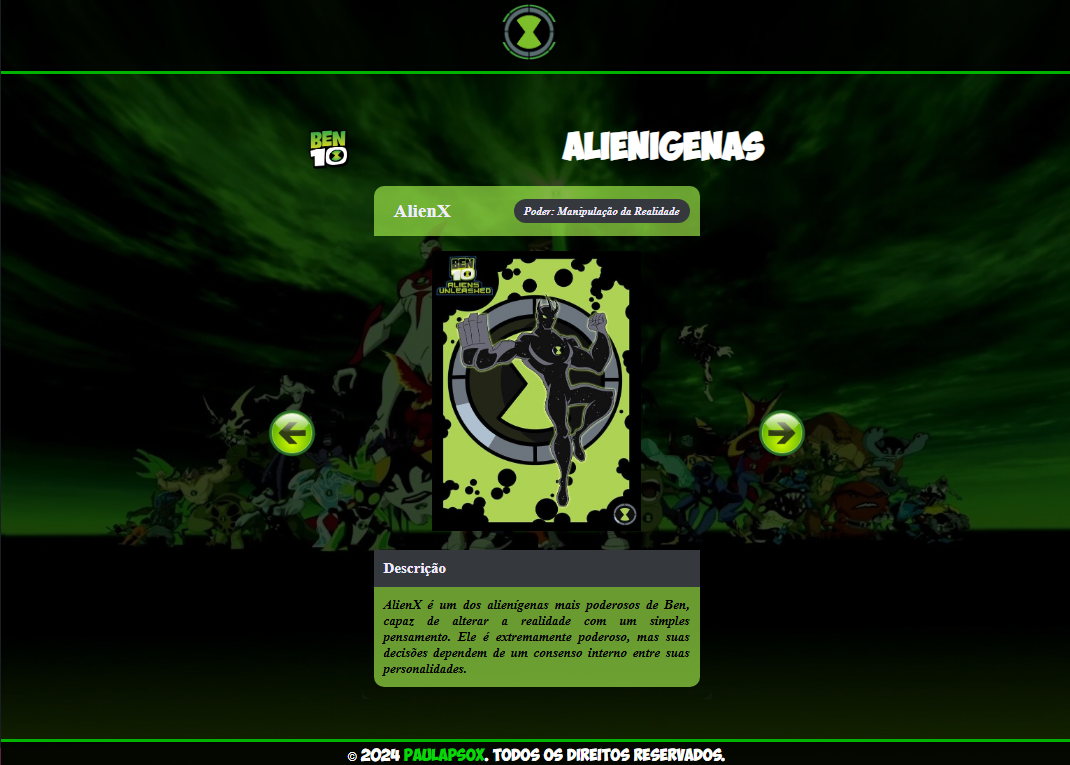 BEN
10
ALIENIGENAS
AlienX
Poder: Manipulação da Realidade
BEN
10
ALIENS
UNLEASHED
Descrição
AlienX é um dos alienígenas mais poderosos de Ben,
capaz de alterar a realidade com um simples
pensamento. Ele é extremamente poderoso, mas suas
decisões dependem de um consenso interno entre suas
personalidades.
© 2024 PAULAPSOX. TODOS OS DIREITOS RESERVADOS.